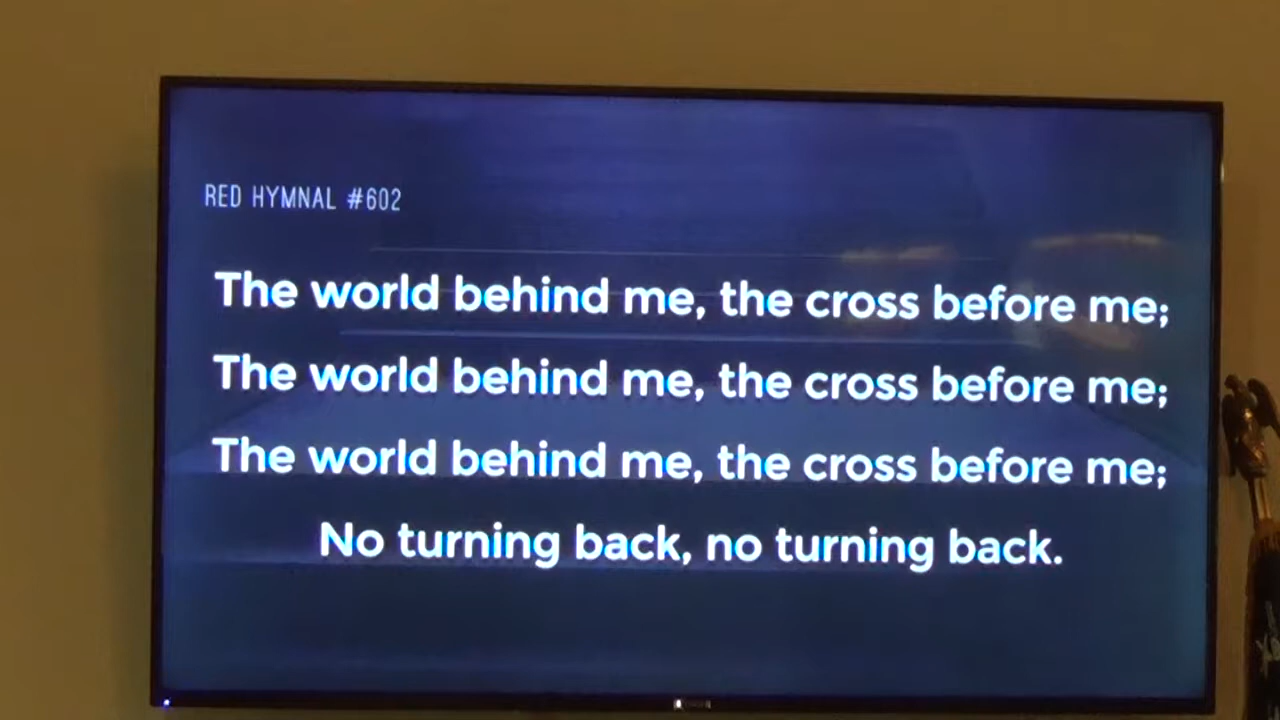 RED HYMNAL #602
The world behind me, the cross before me;
The world behind me, the cross before me;
The world behind me, the cross before me;
No turning back, no turning back.